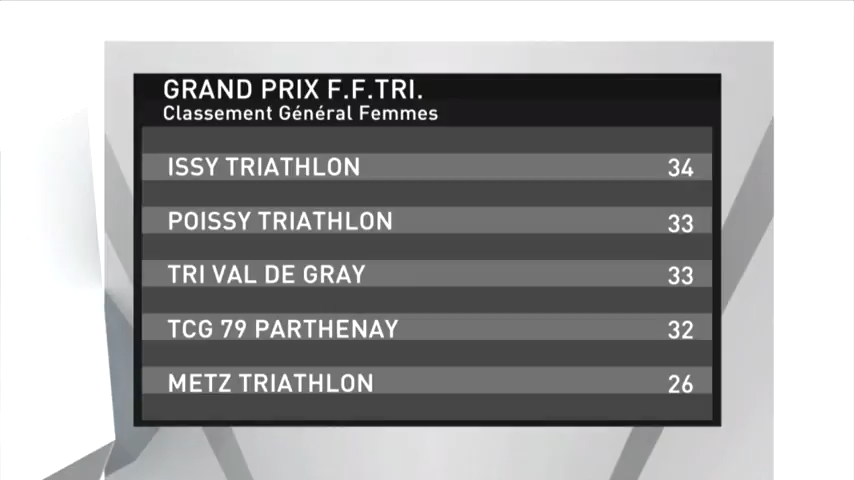 GRAND PRIX F.F.TRI.
Classement Général Femmes
ISSY TRIATHLON 34
POISSY TRIATHLON 33
TRI VAL DE GRAY 33
TCG 79 PARTHENAY 32
METZ TRIATHLON 26